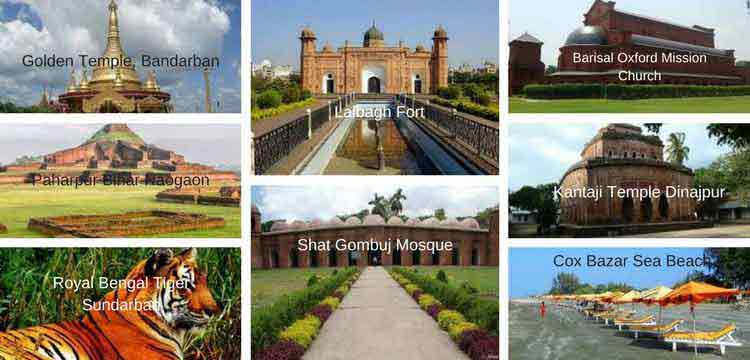 Golden Temple, Bandarban
Lalbagh Fort
Barisal Oxford Mission
Church
Paharpur Bihar Naogaon
Kantaji Temple Dinajpur
Shat Gombuj Mosque
Royal Bengal Tiger
Sundarban
Cox Bazar Sea Beach